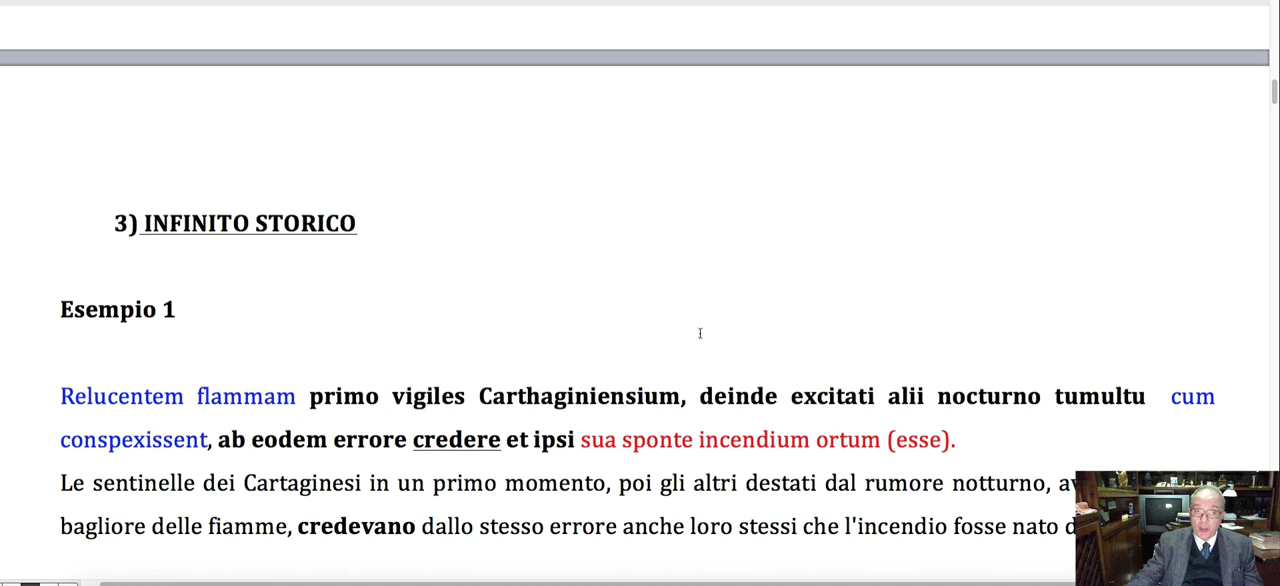 3) INFINITO STORICO
Esempio 1
Relucentem flammam primo vigiles Carthaginiensium, deinde excitati alii nocturno tumultu cum
conspexissent, ab eodem errore credere et ipsi sua sponte incendium ortum (esse).
Le sentinelle dei Cartaginesi in un primo momento, poi gli altri destati dal rumore notturno,
bagliore delle fiamme, credevano dallo stesso errore anche loro stessi che l'incendio fosse nato